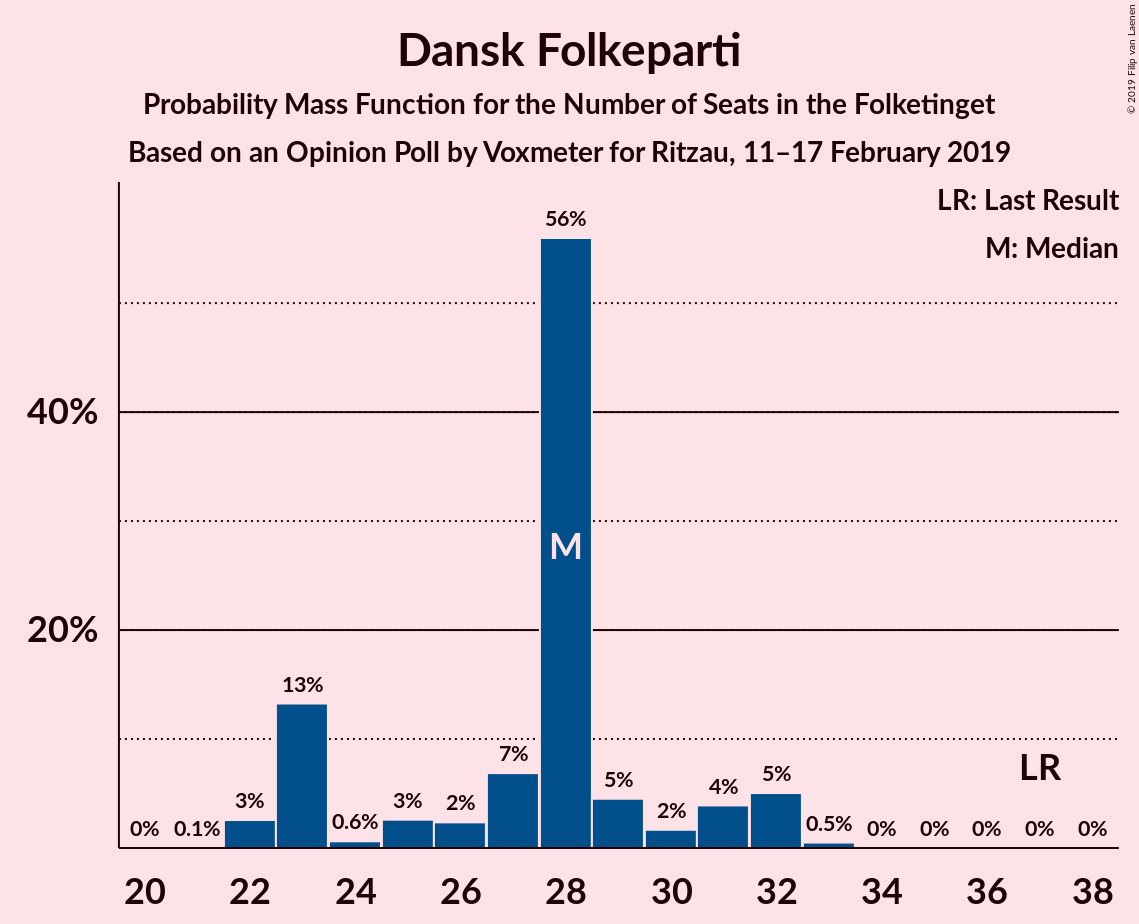 Dansk Folkeparti
Probability Mass Function for the Number of Seats in the Folketinget
Based on an Opinion Poll by Voxmeter for Ritzau, 11–17 February 2019
© 2019 Filip van Laenen
LR: Last Result
M: Median
40%
20%
0%
0.1%
3%
13%
0.6%
3%
2%
7%
56%
M
5%
2%
4%
5%
0.5%
0%
0%
0%
0%
0%
LR
20 22 24 26 28 30 32 34 36 38